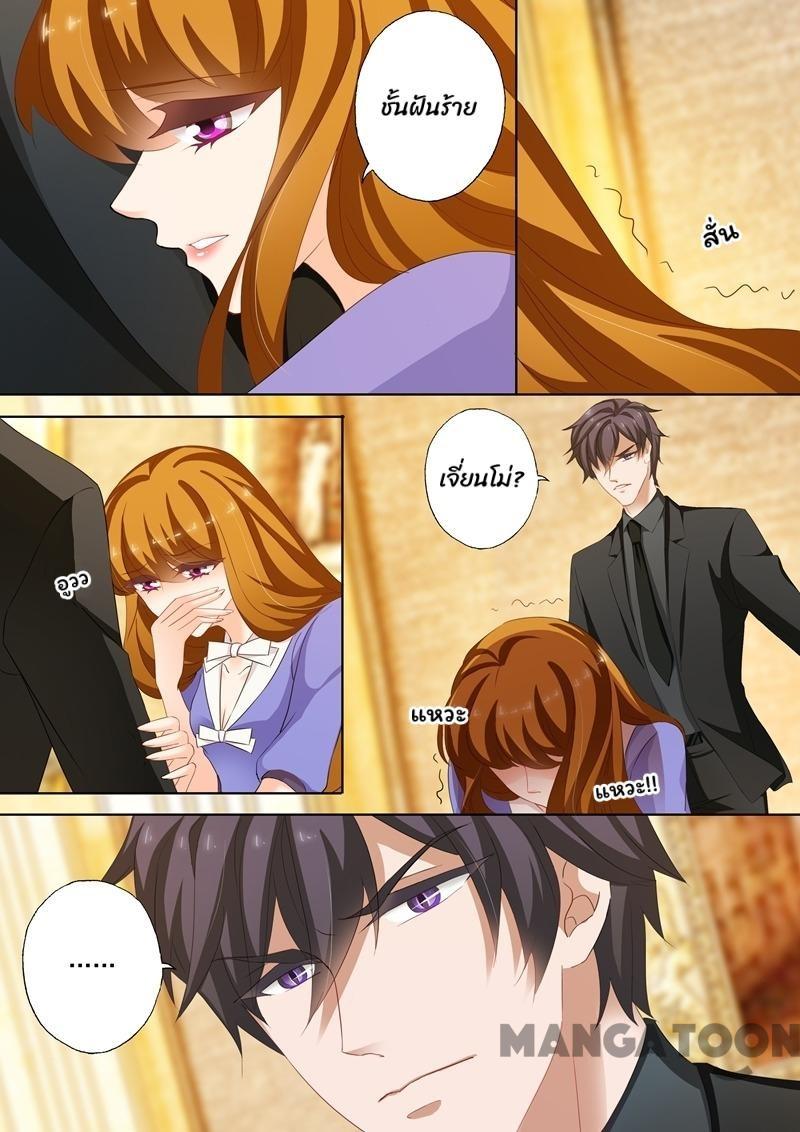 ชั้นฝันร้าย
สั่น
อูวว
เจี่ยนโม่?
แหวะ
แหวะ!!
......
MANGATOON